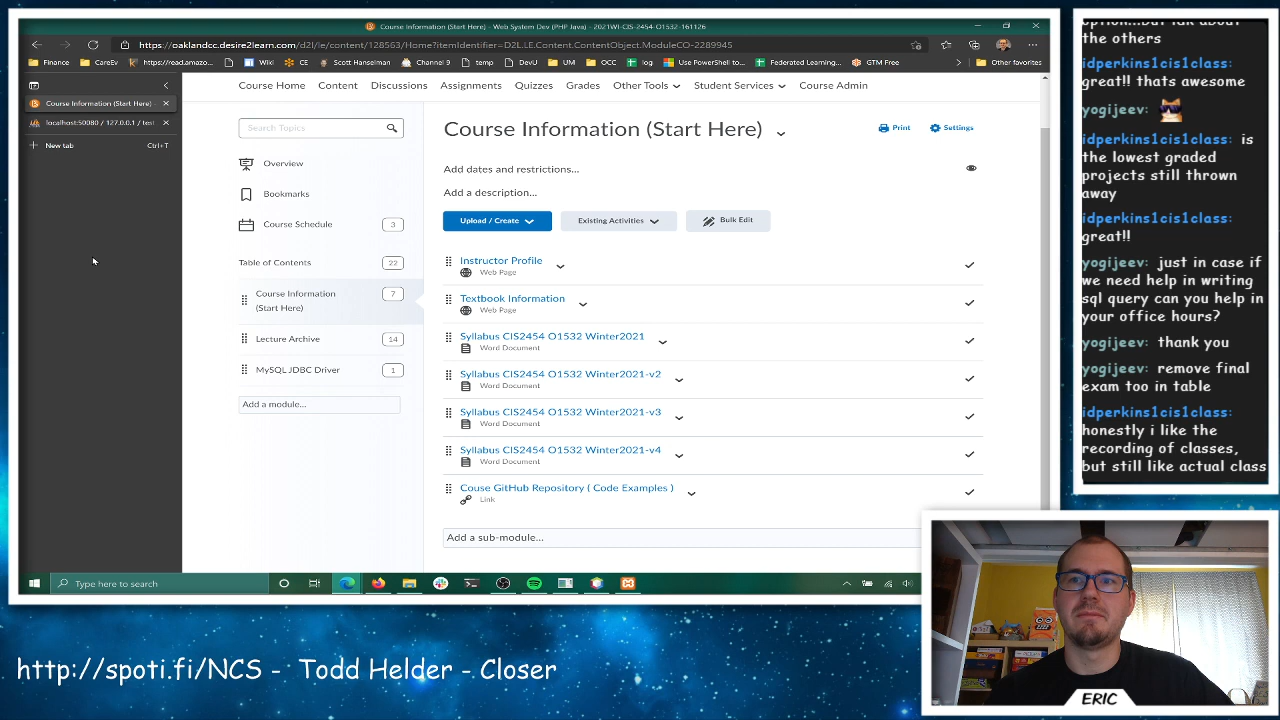 Course Information (Start Here) - Web System Dev (PHP Java) - 2021WI-CIS-2454-O1532-161126
https://oaklandcc.desire2learn.com/d2l/le/content/128563/Home?itemIdentifier=D2L.LE.Content.ContentObject.ModuleCO-2289945
Finance CareEv https://read.amazo... Wiki CE Scott Hanselman Channel 9 temp DevU UM OCC log Use PowerShell to... Federated Learning... GTM Free Other favorites
Course Information (Start Here) -
localhost:50080 / 127.0.0.1 / test
New tab Ctrl+T
Course Home Content Discussions Assignments Quizzes Grades Other Tools Student Services Course Admin
Search Topics
Overview
Bookmarks
Course Schedule 3
Table of Contents 22
Course Information 7
(Start Here)
Lecture Archive 14
MySQL JDBC Driver 1
Add a module...
Course Information (Start Here)
Print Settings
Add dates and restrictions...
Add a description...
Upload / Create Existing Activities Bulk Edit
Instructor Profile
Web Page
Textbook Information
Web Page
Syllabus CIS2454 O1532 Winter2021
Word Document
Syllabus CIS2454 O1532 Winter2021-v2
Word Document
Syllabus CIS2454 O1532 Winter2021-v3
Word Document
Syllabus CIS2454 O1532 Winter2021-v4
Word Document
Couse GitHub Repository ( Code Examples )
Link
Add a sub-module...
Type here to search
the others
idperkins1cis1class:
great!! thats awesome
yogijeev:
idperkins1cis1class: is
the lowest graded
projects still thrown
away
idperkins1cis1class:
great!!
yogijeev: just in case if
we need help in writing
sql query can you help in
your office hours?
yogijeev: thank you
yogijeev: remove final
exam too in table
idperkins1cis1class:
honestly i like the
recording of classes,
but still like actual class
ERIC
http://spoti.fi/NCS - Todd Helder - Closer